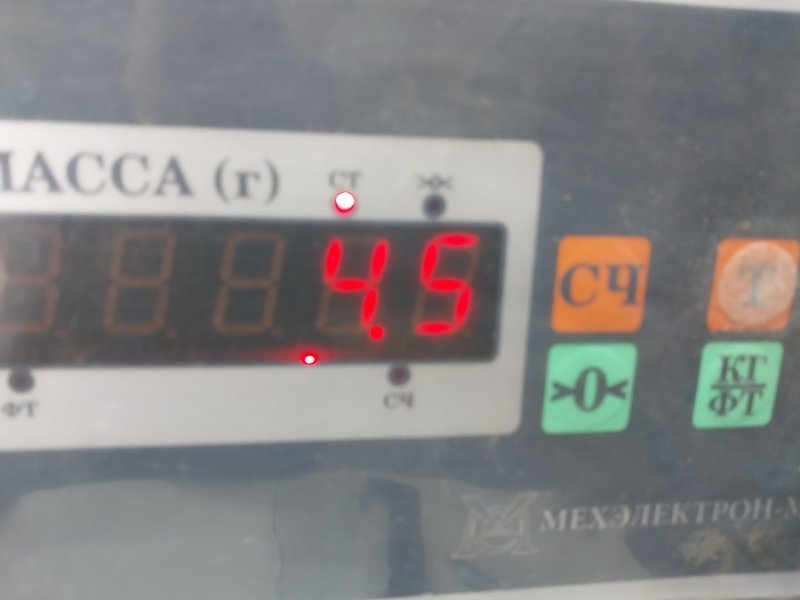 МАССА (г)
СТ
>><<
4.5
ФТ
СЧ
СЧ
Т
>0<
КГ
ФТ
МЕХЭЛЕКТРОН-М